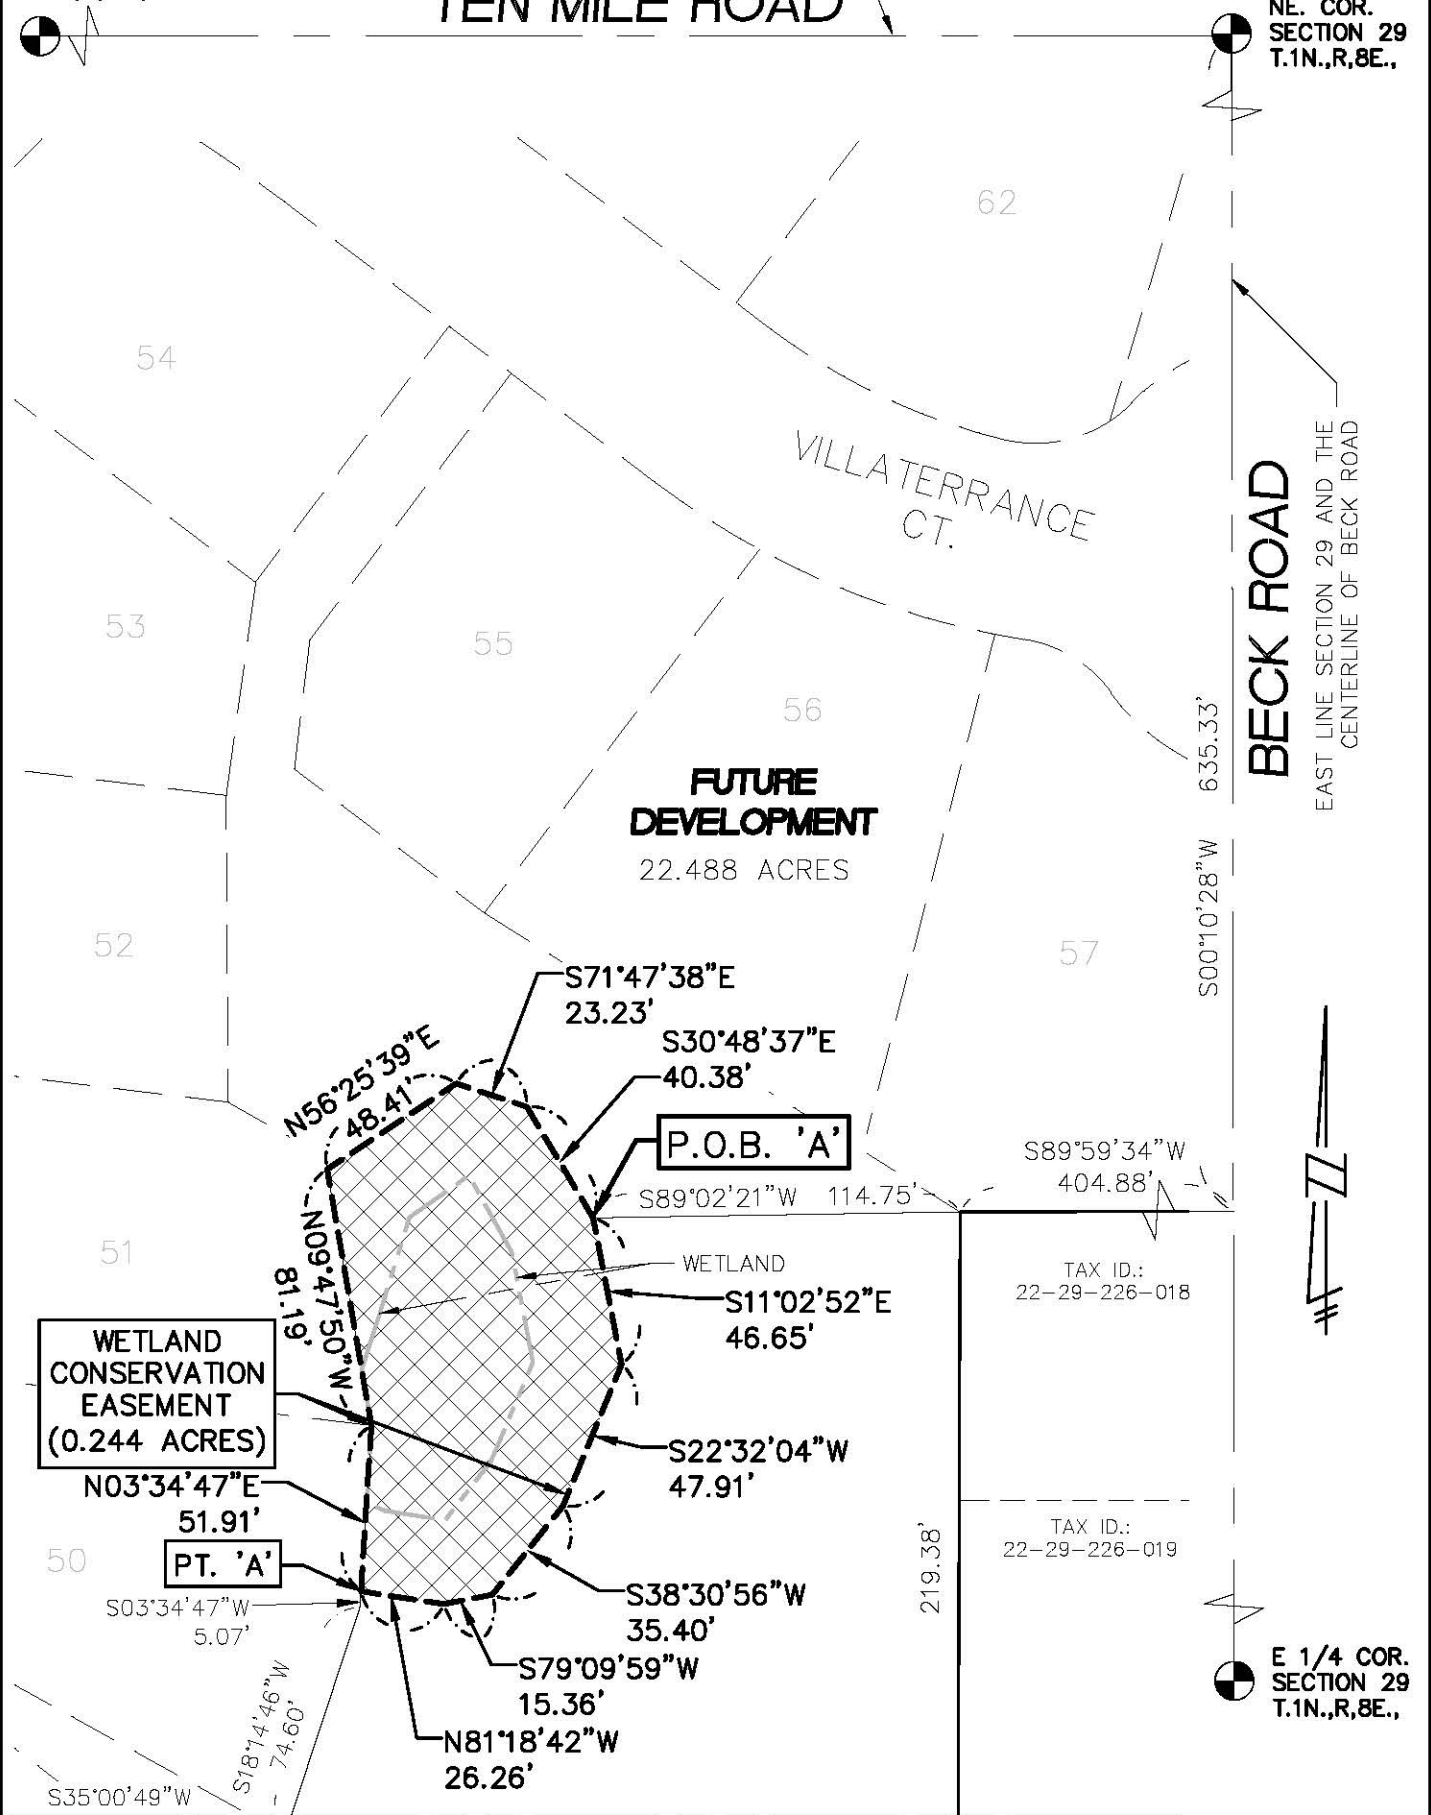 TEN MILE ROAD
NE. COR.
SECTION 29
T.1N.,R,8E.,
62
54
VILLATERRANCE
CT.
BECK ROAD
EAST LINE SECTION 29 AND THE
CENTERLINE OF BECK ROAD
53
55
56
635.33'
S00°10'28"W
FUTURE
DEVELOPMENT
22.488 ACRES
52
57
S71°47'38"E
23.23'
S30°48'37"E
40.38'
N56°25'39"E
48.41'
P.O.B. 'A'
S89°59'34"W
404.88'
S89°02'21"W 114.75'
51
N09°47'50"W
81.19'
WETLAND
TAX ID.:
22-29-226-018
S11°02'52"E
46.65'
WETLAND
CONSERVATION
EASEMENT
(0.244 ACRES)
S22°32'04"W
47.91'
N03°34'47"E
51.91'
219.38'
TAX ID.:
22-29-226-019
50
PT. 'A'
S03°34'47"W
5.07'
S38°30'56"W
35.40'
S79°09'59"W
15.36'
E 1/4 COR.
SECTION 29
T.1N.,R,8E.,
S18°14'46"W
74.60'
N81°18'42"W
26.26'
S35°00'49"W